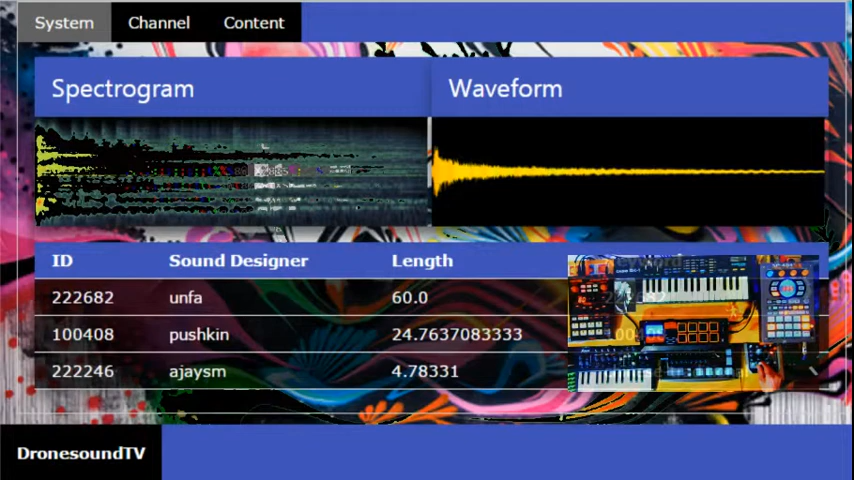 System Channel Content
Spectrogram Waveform
ID Sound Designer Length
222682 unfa 60.0
100408 pushkin 24.7637083333
222246 ajaysm 4.78331
DronesoundTV